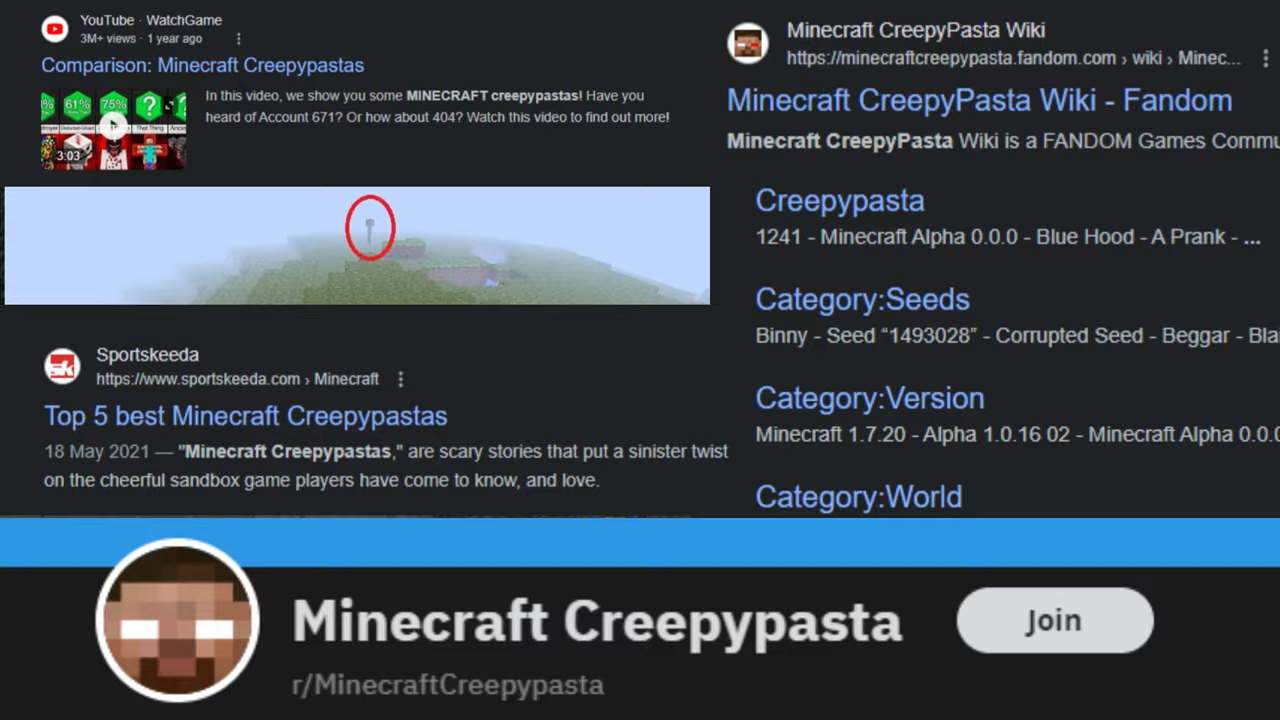 YouTube · WatchGame
3M+ views · 1 year ago
Comparison: Minecraft Creepypastas
61%
75%
?
That Thing
3:03
In this video, we show you some MINECRAFT creepypastas! Have you
heard of Account 671? Or how about 404? Watch this video to find out more!
Sportskeeda
https://www.sportskeeda.com › Minecraft
Top 5 best Minecraft Creepypastas
18 May 2021 — "Minecraft Creepypastas," are scary stories that put a sinister twist
on the cheerful sandbox game players have come to know, and love.
Minecraft CreepyPasta Wiki
https://minecraftcreepypasta.fandom.com › wiki › Minec...
Minecraft CreepyPasta Wiki - Fandom
Minecraft CreepyPasta Wiki is a FANDOM Games Commu
Creepypasta
1241 - Minecraft Alpha 0.0.0 - Blue Hood - A Prank - ...
Category:Seeds
Binny - Seed “1493028” - Corrupted Seed - Beggar - Bla
Category:Version
Minecraft 1.7.20 - Alpha 1.0.16 02 - Minecraft Alpha 0.0.0
Category:World
Minecraft Creepypasta
r/MinecraftCreepypasta
Join